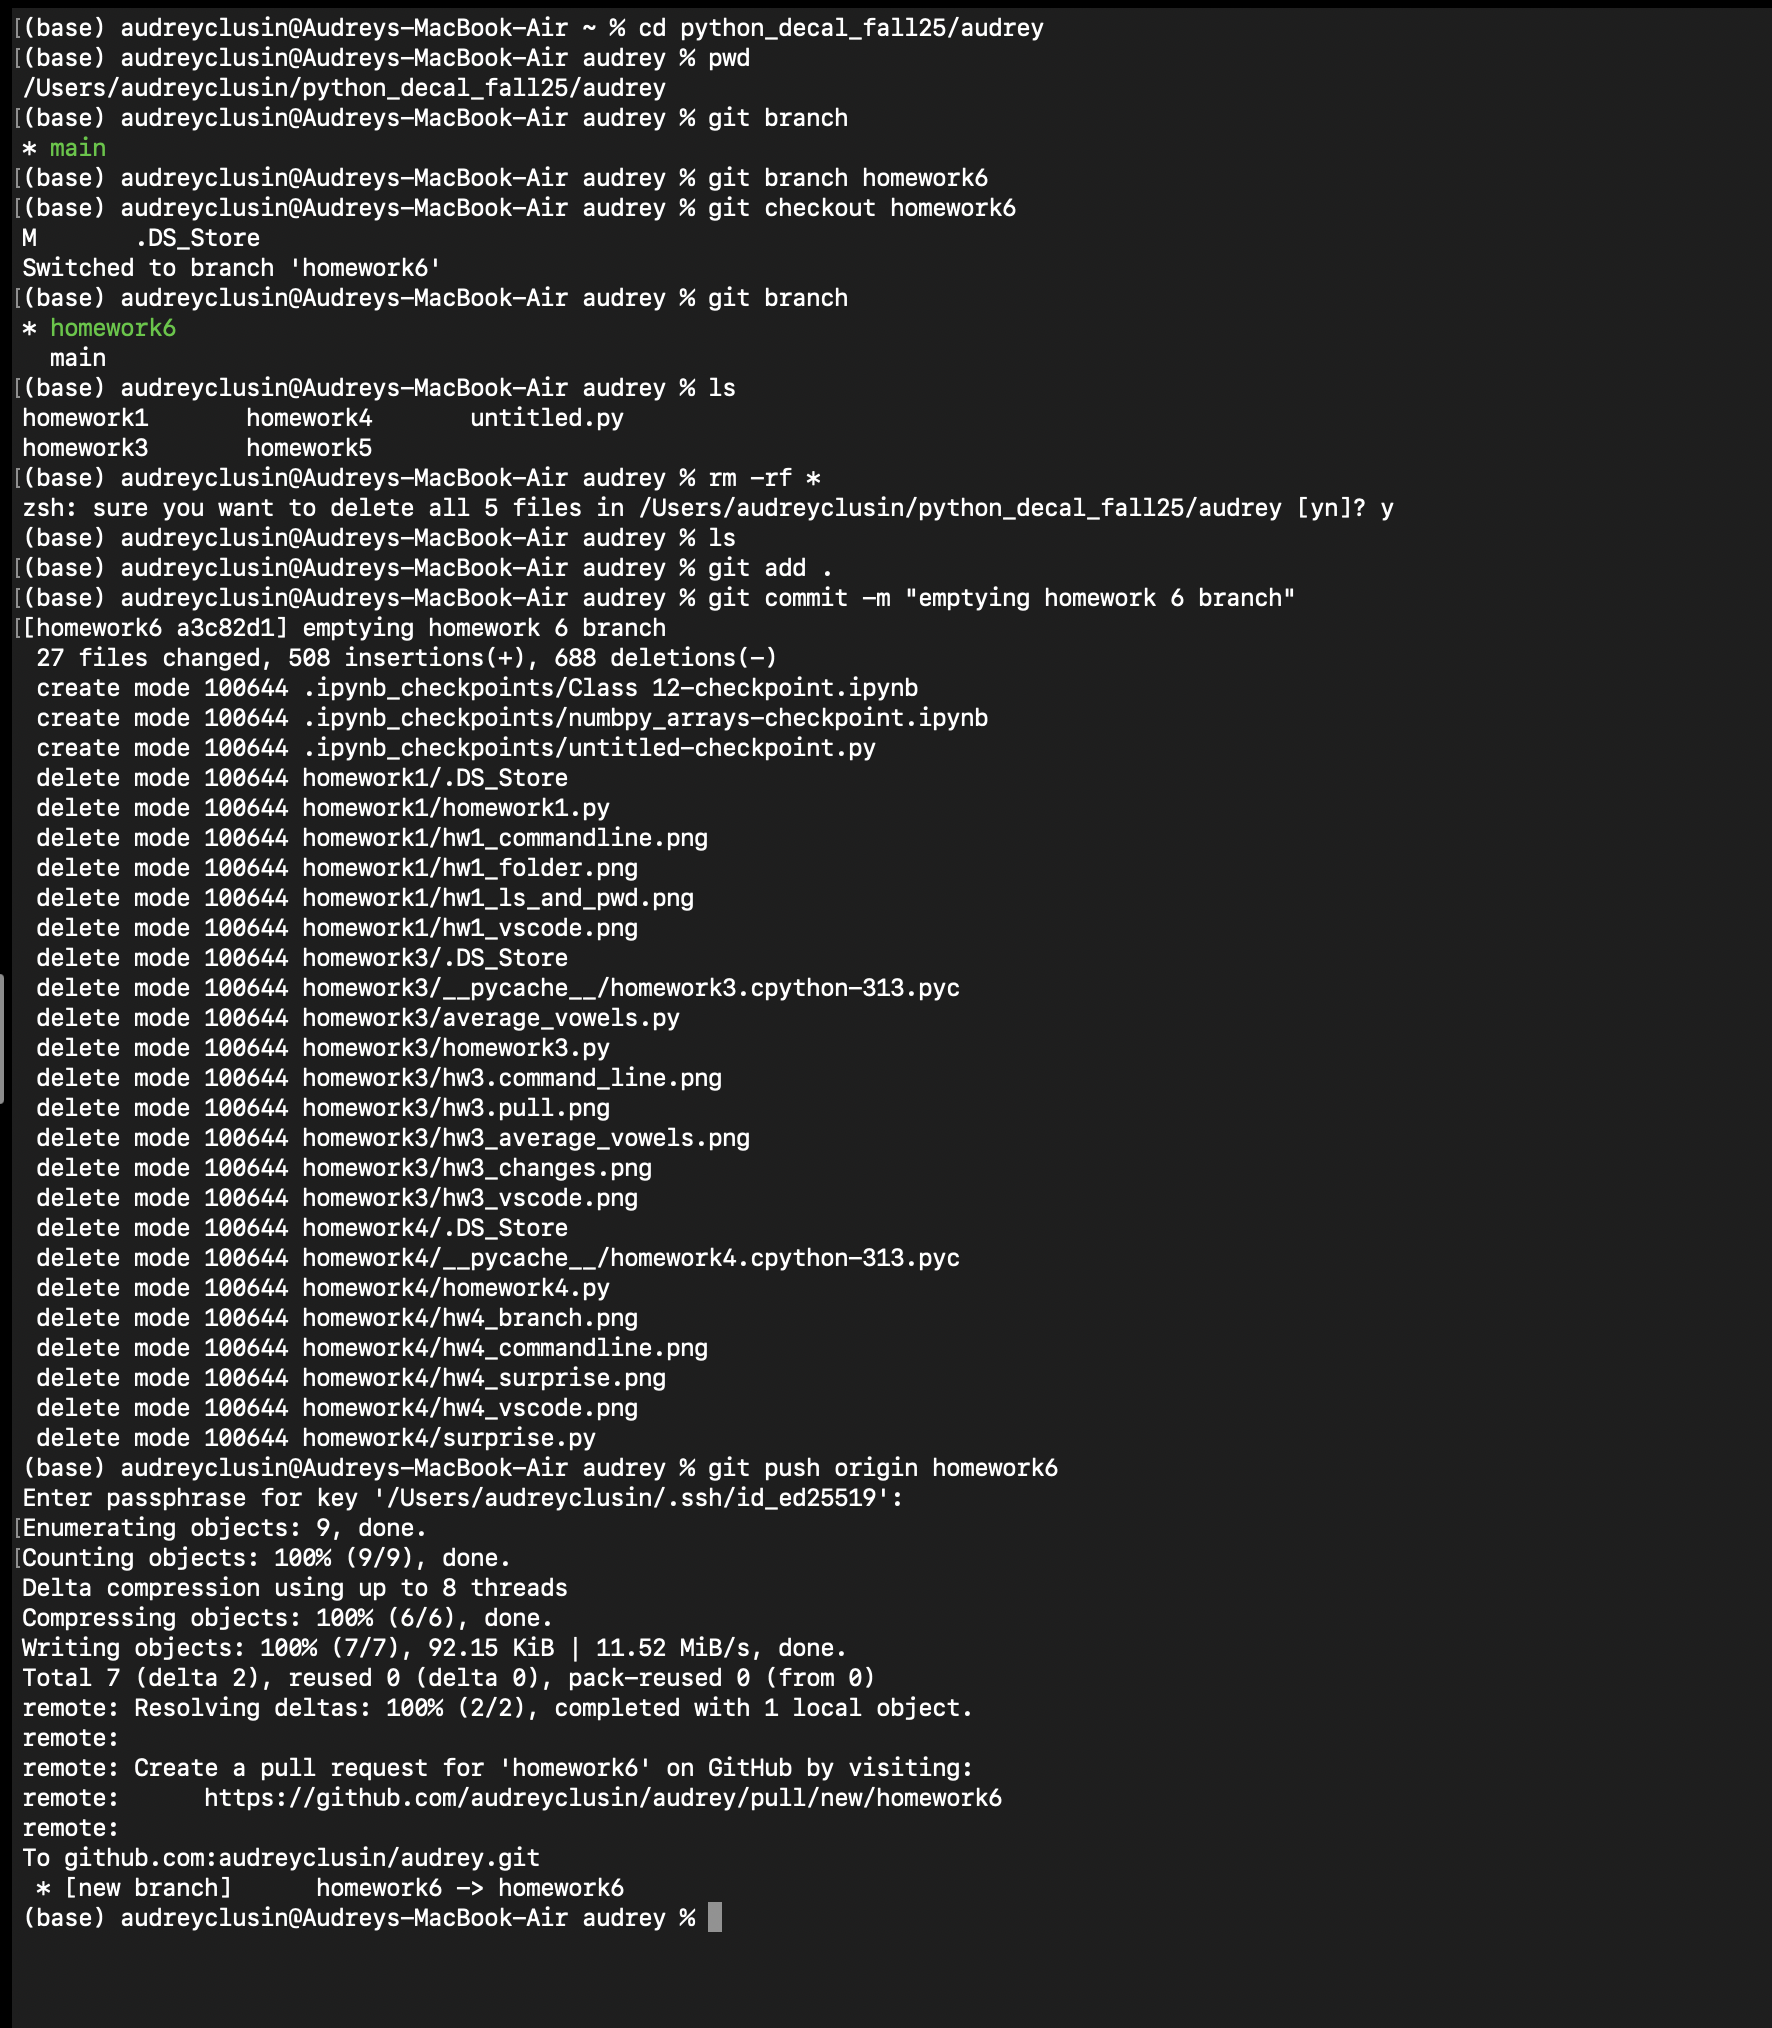 [(base) audreyclusin@Audreys-MacBook-Air ~ % cd python_decal_fall25/audrey
[(base) audreyclusin@Audreys-MacBook-Air audrey % pwd
/Users/audreyclusin/python_decal_fall25/audrey
[(base) audreyclusin@Audreys-MacBook-Air audrey % git branch
* main
[(base) audreyclusin@Audreys-MacBook-Air audrey % git branch homework6
[(base) audreyclusin@Audreys-MacBook-Air audrey % git checkout homework6
M       .DS_Store
Switched to branch 'homework6'
[(base) audreyclusin@Audreys-MacBook-Air audrey % git branch
* homework6
  main
[(base) audreyclusin@Audreys-MacBook-Air audrey % ls
homework1       homework4       untitled.py
homework3       homework5
[(base) audreyclusin@Audreys-MacBook-Air audrey % rm -rf *
zsh: sure you want to delete all 5 files in /Users/audreyclusin/python_decal_fall25/audrey [yn]? y
(base) audreyclusin@Audreys-MacBook-Air audrey % ls
[(base) audreyclusin@Audreys-MacBook-Air audrey % git add .
[(base) audreyclusin@Audreys-MacBook-Air audrey % git commit -m "emptying homework 6 branch"
[[homework6 a3c82d1] emptying homework 6 branch
 27 files changed, 508 insertions(+), 688 deletions(-)
 create mode 100644 .ipynb_checkpoints/Class 12-checkpoint.ipynb
 create mode 100644 .ipynb_checkpoints/numbpy_arrays-checkpoint.ipynb
 create mode 100644 .ipynb_checkpoints/untitled-checkpoint.py
 delete mode 100644 homework1/.DS_Store
 delete mode 100644 homework1/homework1.py
 delete mode 100644 homework1/hw1_commandline.png
 delete mode 100644 homework1/hw1_folder.png
 delete mode 100644 homework1/hw1_ls_and_pwd.png
 delete mode 100644 homework1/hw1_vscode.png
 delete mode 100644 homework3/.DS_Store
 delete mode 100644 homework3/__pycache__/homework3.cpython-313.pyc
 delete mode 100644 homework3/average_vowels.py
 delete mode 100644 homework3/homework3.py
 delete mode 100644 homework3/hw3.command_line.png
 delete mode 100644 homework3/hw3.pull.png
 delete mode 100644 homework3/hw3_average_vowels.png
 delete mode 100644 homework3/hw3_changes.png
 delete mode 100644 homework3/hw3_vscode.png
 delete mode 100644 homework4/.DS_Store
 delete mode 100644 homework4/__pycache__/homework4.cpython-313.pyc
 delete mode 100644 homework4/homework4.py
 delete mode 100644 homework4/hw4_branch.png
 delete mode 100644 homework4/hw4_commandline.png
 delete mode 100644 homework4/hw4_surprise.png
 delete mode 100644 homework4/hw4_vscode.png
 delete mode 100644 homework4/surprise.py
(base) audreyclusin@Audreys-MacBook-Air audrey % git push origin homework6
Enter passphrase for key '/Users/audreyclusin/.ssh/id_ed25519':
[Enumerating objects: 9, done.
[Counting objects: 100% (9/9), done.
Delta compression using up to 8 threads
Compressing objects: 100% (6/6), done.
Writing objects: 100% (7/7), 92.15 KiB | 11.52 MiB/s, done.
Total 7 (delta 2), reused 0 (delta 0), pack-reused 0 (from 0)
remote: Resolving deltas: 100% (2/2), completed with 1 local object.
remote:
remote: Create a pull request for 'homework6' on GitHub by visiting:
remote:      https://github.com/audreyclusin/audrey/pull/new/homework6
remote:
To github.com:audreyclusin/audrey.git
 * [new branch]      homework6 -> homework6
(base) audreyclusin@Audreys-MacBook-Air audrey %